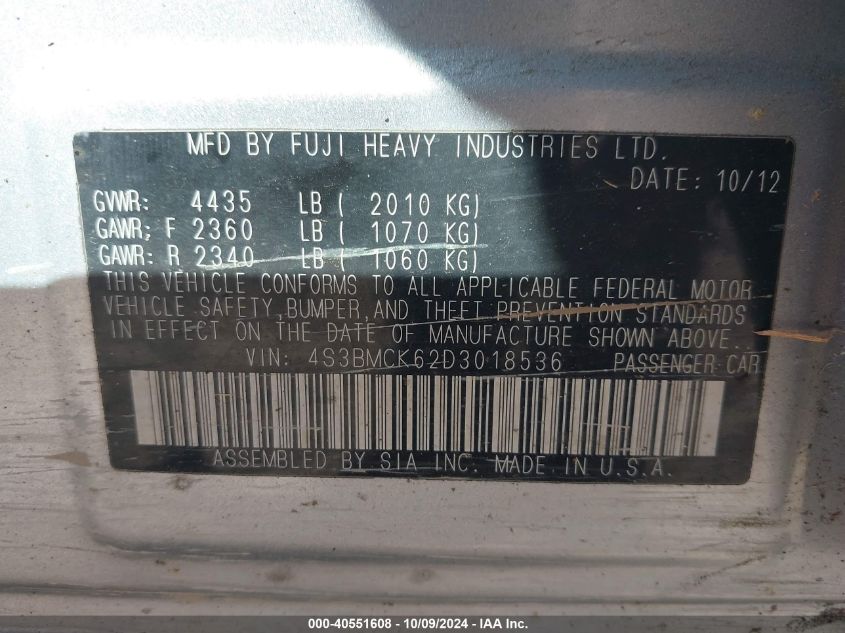 MFD BY FUJI HEAVY INDUSTRIES LTD.
DATE: 10/12
GVWR: 4435 LB ( 2010 KG)
GAWR: F 2360 LB ( 1070 KG)
GAWR: R 2340 LB ( 1060 KG)
THIS VEHICLE CONFORMS TO ALL APPLICABLE FEDERAL MOTOR
VEHICLE SAFETY,BUMPER,AND THEFT PREVENTION STANDARDS
IN EFFECT ON THE DATE OF MANUFACTURE SHOWN ABOVE.
VIN: 4S3BMCK62D3018536 PASSENGER CAR
ASSEMBLED BY SIA INC. MADE IN U.S.A.
000-40551608 - 10/09/2024 - IAA Inc.